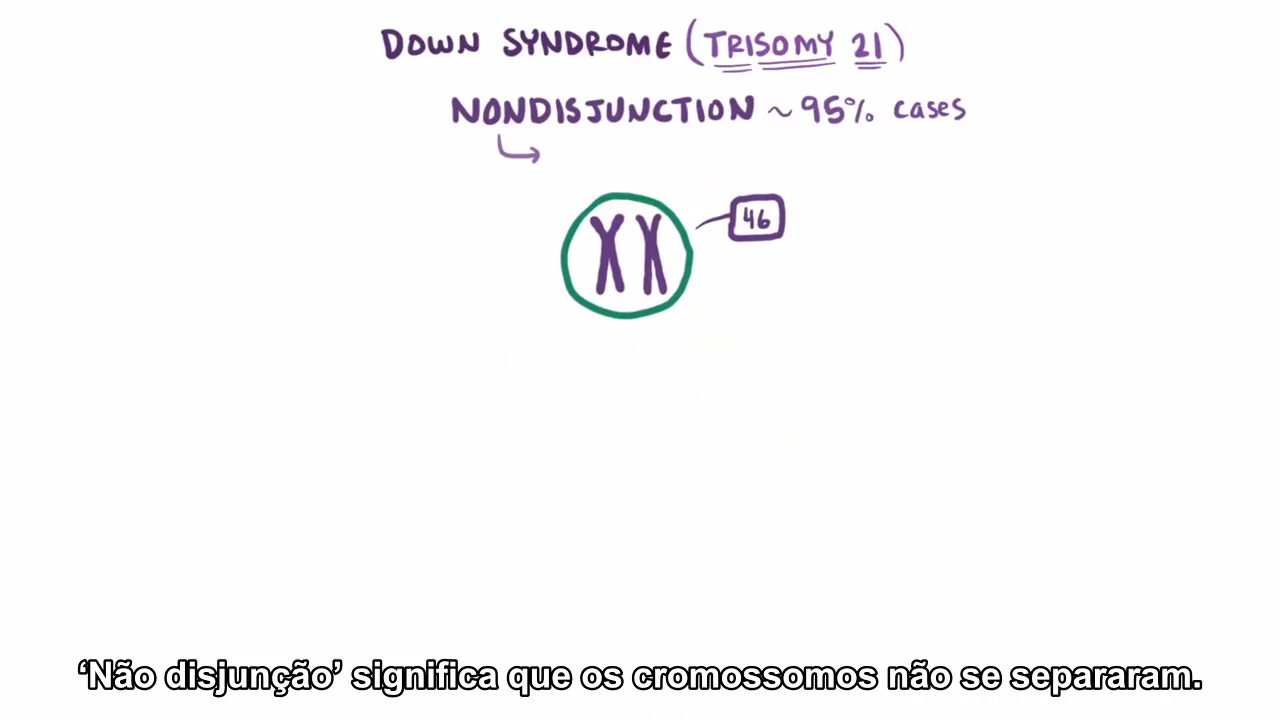 DOWN SYNDROME (TRISOMY 21)
NONDISJUNCTION ~95% cases
46
‘Não disjunção’ significa que os cromossomos não se separaram.